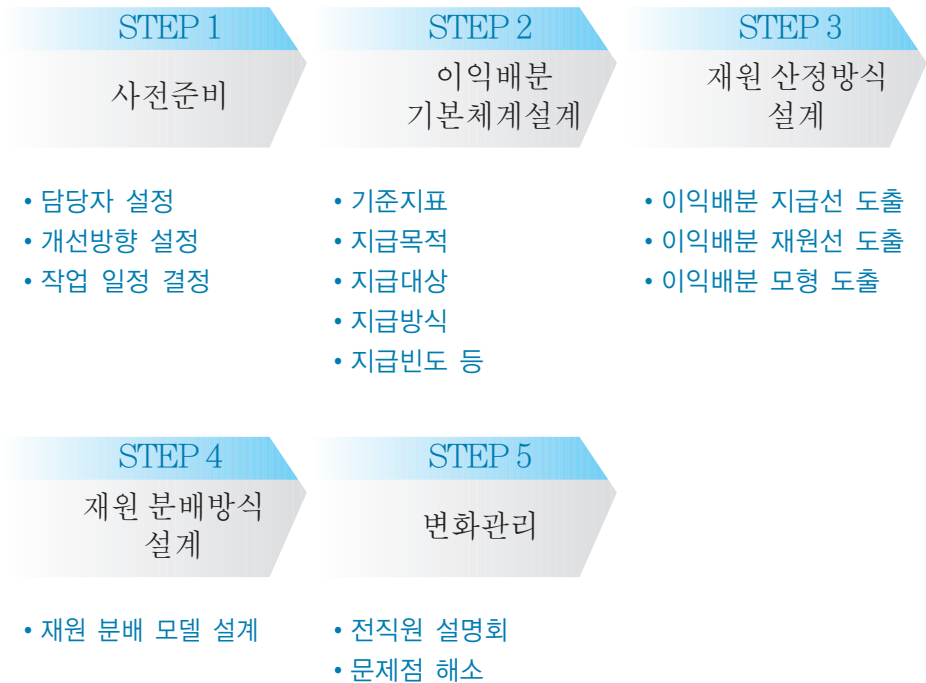 STEP 1
사전준비
• 담당자 설정
• 개선방향 설정
• 작업 일정 결정
STEP 2
이익배분
기본체계설계
• 기준지표
• 지급목적
• 지급대상
• 지급방식
• 지급빈도 등
STEP 3
재원 산정방식
설계
• 이익배분 지급선 도출
• 이익배분 재원선 도출
• 이익배분 모형 도출
STEP 4
재원 분배방식
설계
• 재원 분배 모델 설계
STEP 5
변화관리
• 전직원 설명회
• 문제점 해소